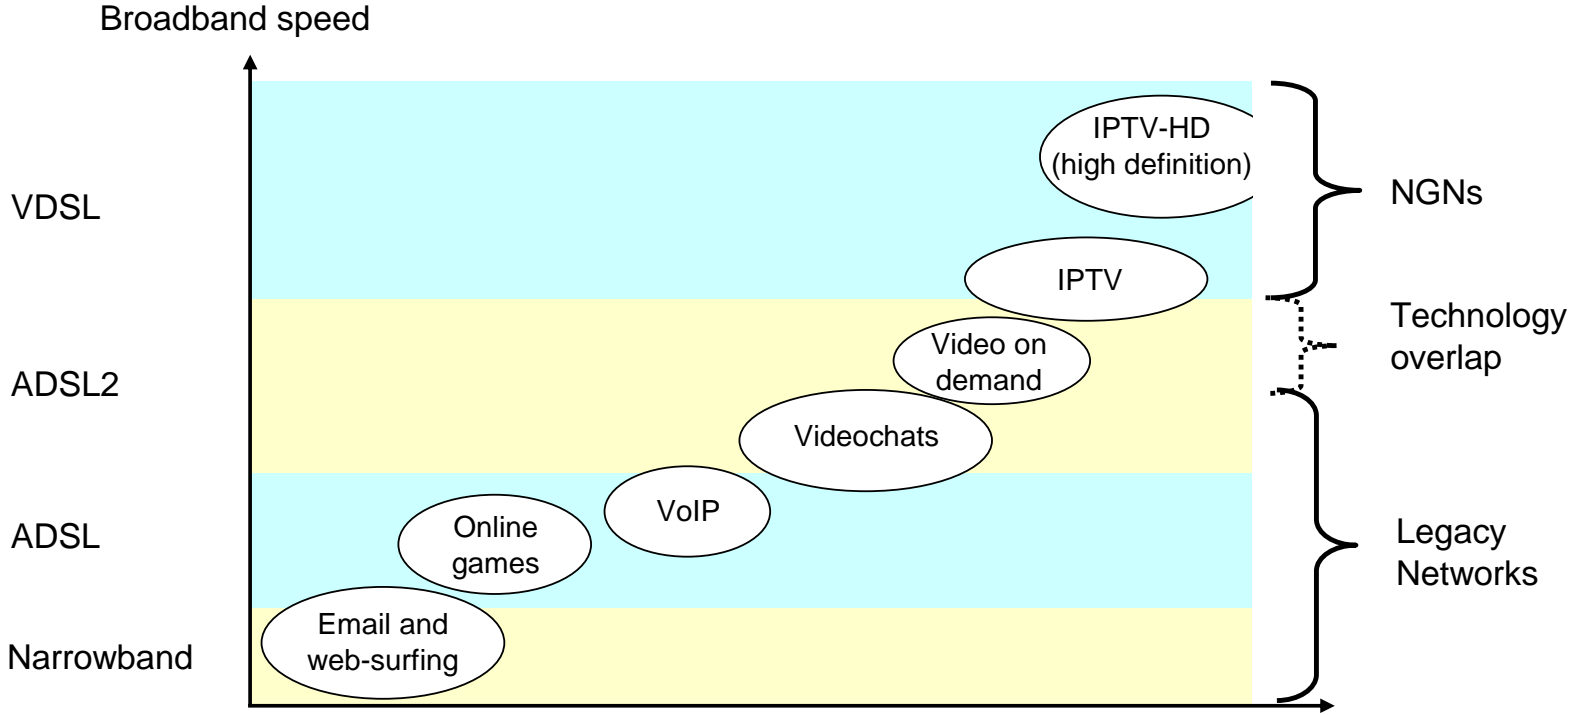 Broadband speed
IPTV-HD
(high definition)
VDSL
NGNs
IPTV
Technology
overlap
Video on
demand
ADSL2
Videochats
VoIP
Online
games
ADSL
Legacy
Networks
Email and
web-surfing
Narrowband